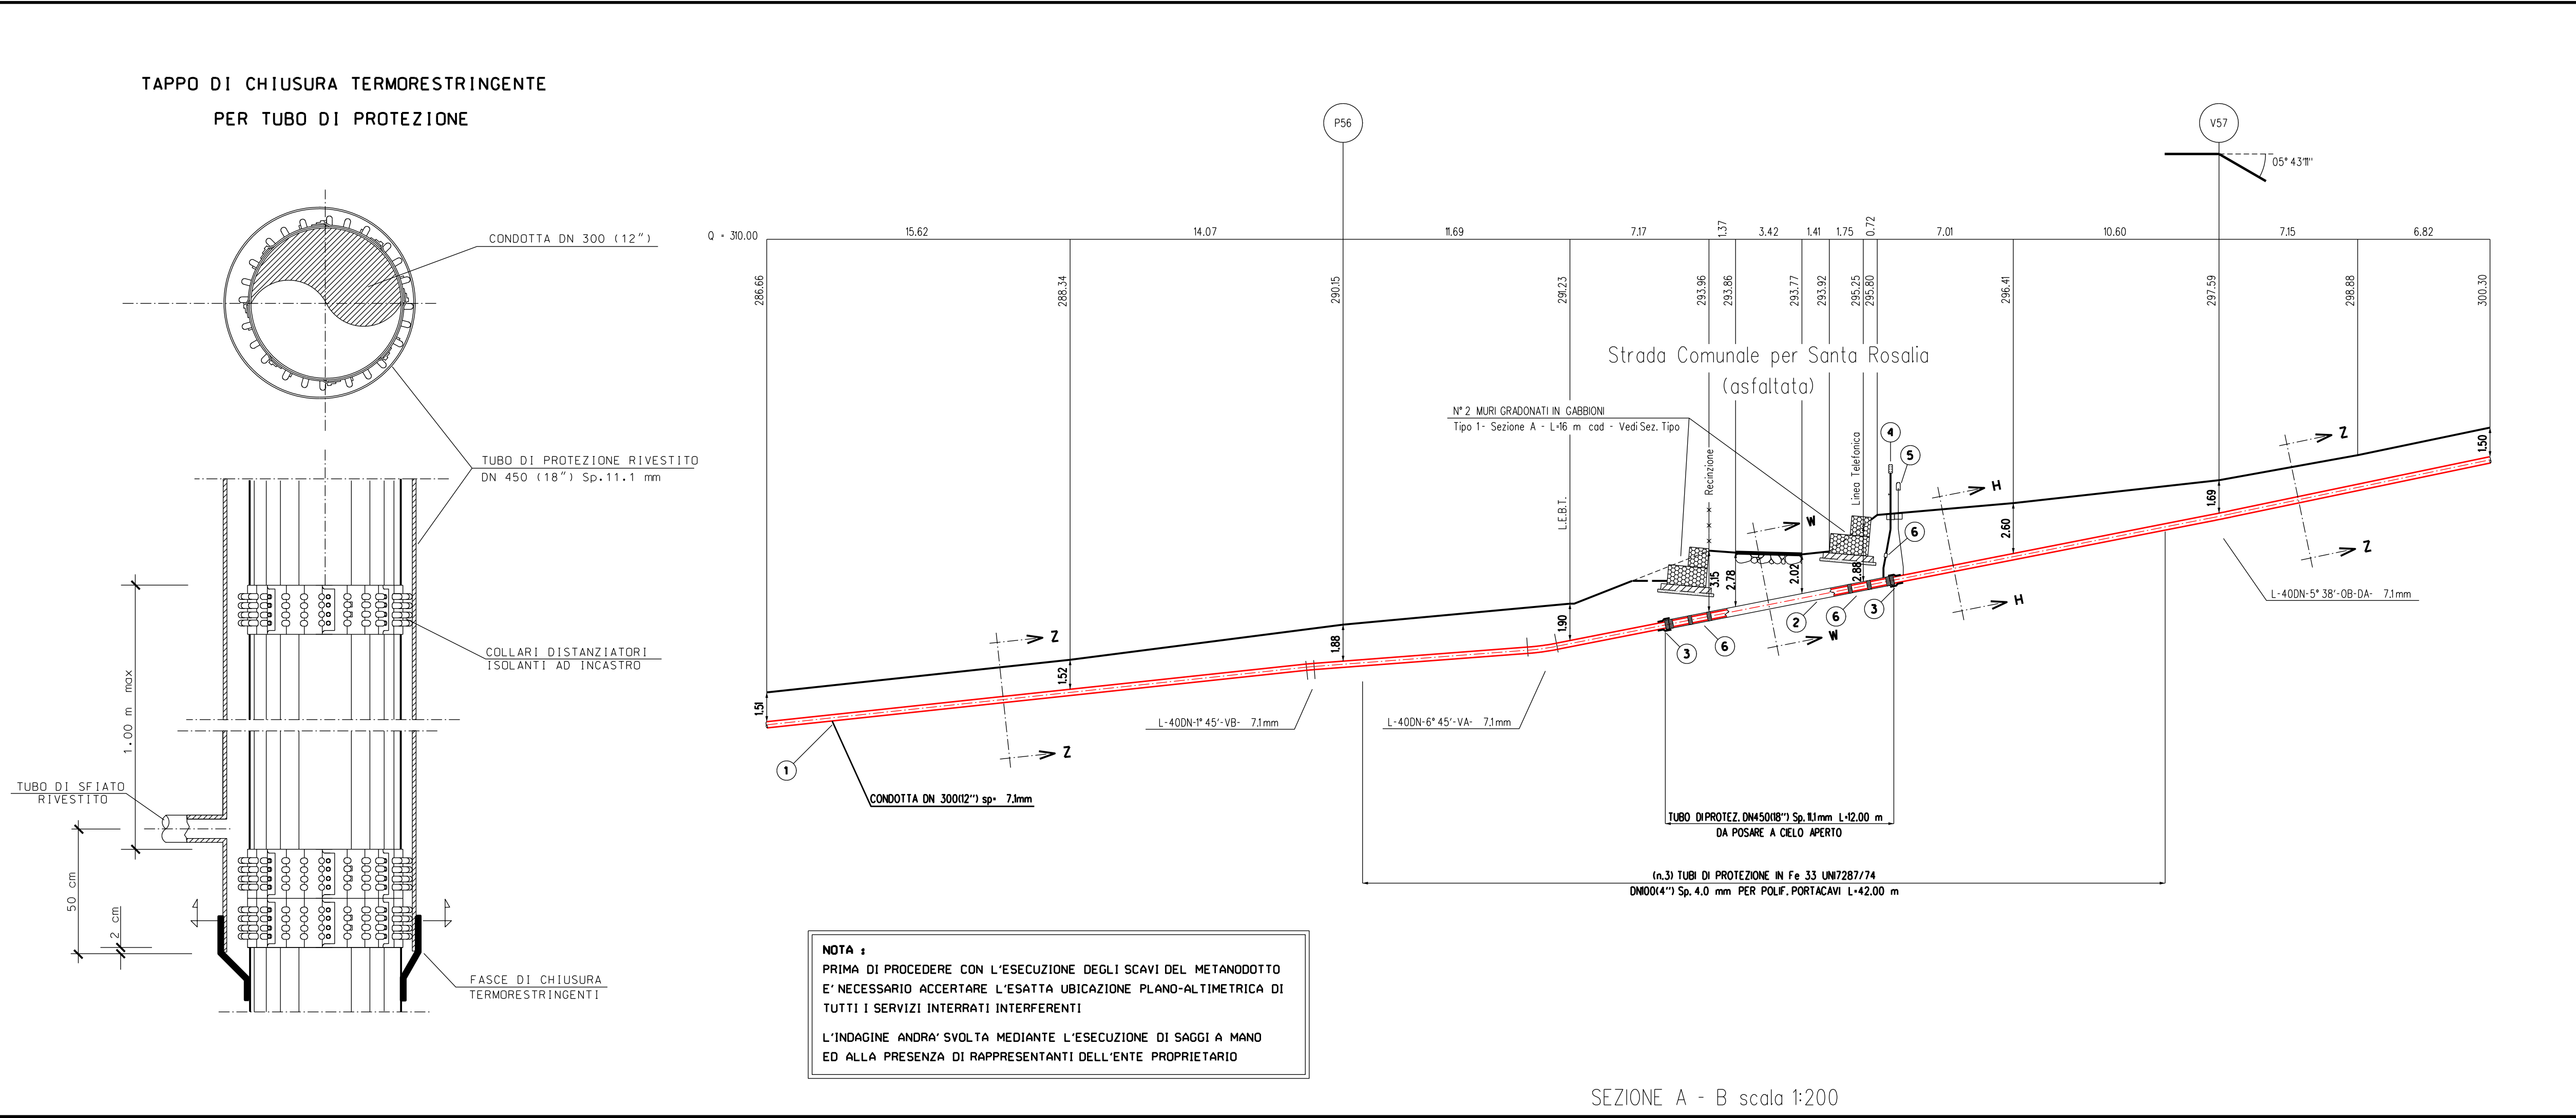 TAPPO DI CHIUSURA TERMORESTRINGENTE
PER TUBO DI PROTEZIONE
CONDOTTA DN 300 (12")
TUBO DI PROTEZIONE RIVESTITO
DN 450 (18") Sp.11.1 mm
COLLARI DISTANZIATORI
ISOLANTI AD INCASTRO
1.00 m max
TUBO DI SFIATO
RIVESTITO
50 cm
2 cm
FASCE DI CHIUSURA
TERMORESTRINGENTI
P56
V57
05° 43'11"
Q = 310.00
15.62
14.07
11.69
7.17
1.37
3.42
1.41
1.75
0.72
7.01
10.60
7.15
6.82
286.66
288.34
290.15
291.23
293.96
293.86
293.77
293.92
295.25
295.80
296.41
297.59
298.88
300.30
Strada Comunale per Santa Rosalia
(asfaltata)
N° 2 MURI GRADONATI IN GABBIONI
Tipo 1 - Sezione A - L=16 m cad - Vedi Sez. Tipo
L.E.B.T.
Recinzione
Linea Telefonica
4
5
6
Z
Z
H
H
W
W
Z
Z
1.51
1.52
1.88
1.90
3.15
2.78
2.02
2.88
2.60
1.69
1.50
3
6
2
6
3
1
L-40DN-1° 45'-VB- 7.1mm
L-40DN-6° 45'-VA- 7.1mm
L-40DN-5° 38'-OB-DA- 7.1mm
CONDOTTA DN 300(12") sp= 7.1mm
TUBO DI PROTEZ. DN450(18") Sp. 11.1 mm L=12.00 m
DA POSARE A CIELO APERTO
(n.3) TUBI DI PROTEZIONE IN Fe 33 UNI7287/74
DN100(4") Sp. 4.0 mm PER POLIF. PORTACAVI L=42.00 m
NOTA :
PRIMA DI PROCEDERE CON L'ESECUZIONE DEGLI SCAVI DEL METANODOTTO
E' NECESSARIO ACCERTARE L'ESATTA UBICAZIONE PLANO-ALTIMETRICA DI
TUTTI I SERVIZI INTERRATI INTERFERENTI
L'INDAGINE ANDRA' SVOLTA MEDIANTE L'ESECUZIONE DI SAGGI A MANO
ED ALLA PRESENZA DI RAPPRESENTANTI DELL'ENTE PROPRIETARIO
SEZIONE A - B scala 1:200